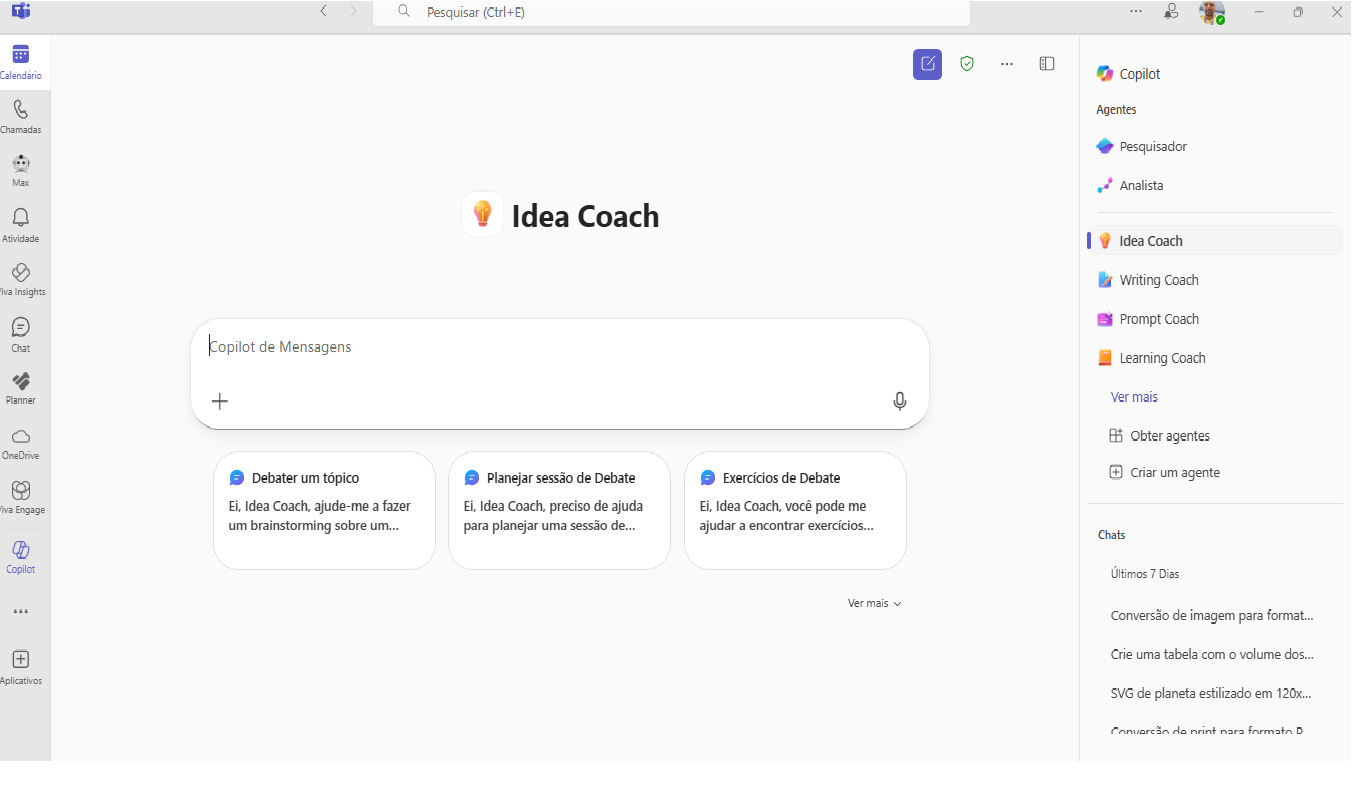 Pesquisar (Ctrl+E)
Calendário
Chamadas
Max
Atividade
Viva Insights
Chat
Planner
OneDrive
Viva Engage
Copilot
Aplicativos
Idea Coach
Copilot de Mensagens
Debater um tópico
Ei, Idea Coach, ajude-me a fazer
um brainstorming sobre um...
Planejar sessão de Debate
Ei, Idea Coach, preciso de ajuda
para planejar uma sessão de...
Exercícios de Debate
Ei, Idea Coach, você pode me
ajudar a encontrar exercícios...
Ver mais
Copilot
Agentes
Pesquisador
Analista
Idea Coach
Writing Coach
Prompt Coach
Learning Coach
Ver mais
Obter agentes
Criar um agente
Chats
Últimos 7 Dias
Conversão de imagem para format...
Crie uma tabela com o volume dos...
SVG de planeta estilizado em 120x...
Conversão de print para formato P